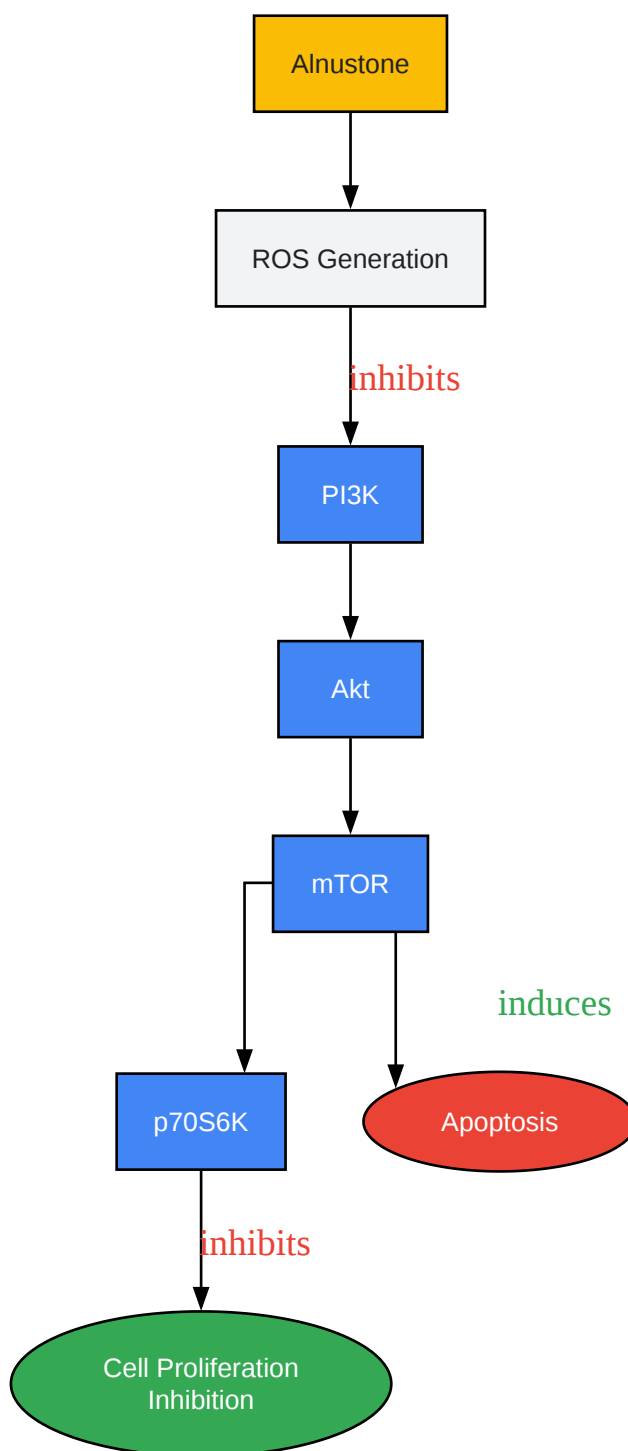 Alnustone
ROS Generation
inhibits
PI3K
Akt
mTOR
induces
p70S6K
Apoptosis
inhibits
Cell Proliferation
Inhibition